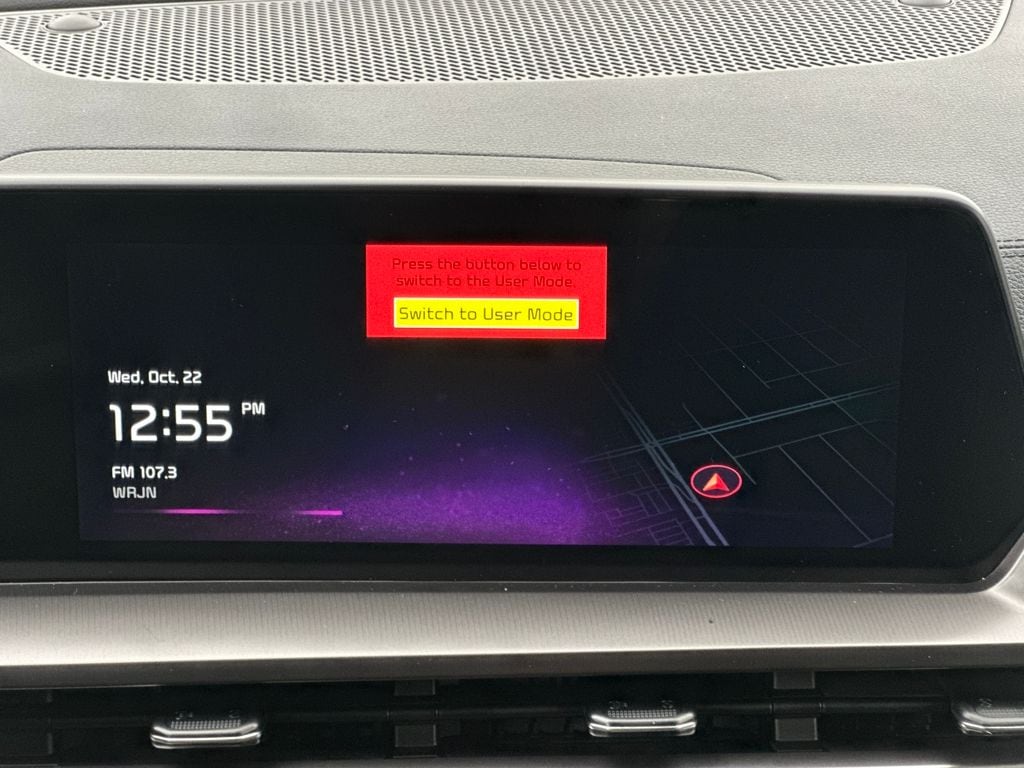 Press the button below to
switch to the User Mode.
Switch to User Mode
Wed, Oct. 22
12:55 PM
FM 107.3
WRJN